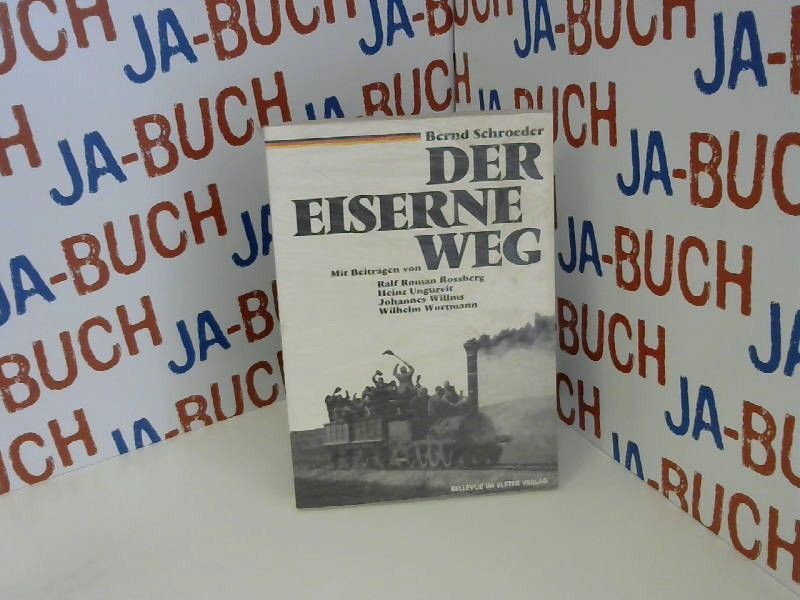 JA-BUCH
JA-BUCH
JA-BUCH
JA-BUCH
JA-BUCH
JA-BUCH
JA-BUCH
JA-BUCH
Bernd Schroeder
DER
EISERNE
WEG
Mit Beiträgen von
Ralf Roman Rossberg
Heinz Ungureit
Johannes Willms
Wilhelm Wortmann
BELLEVUE IM ELSTER VERLAG